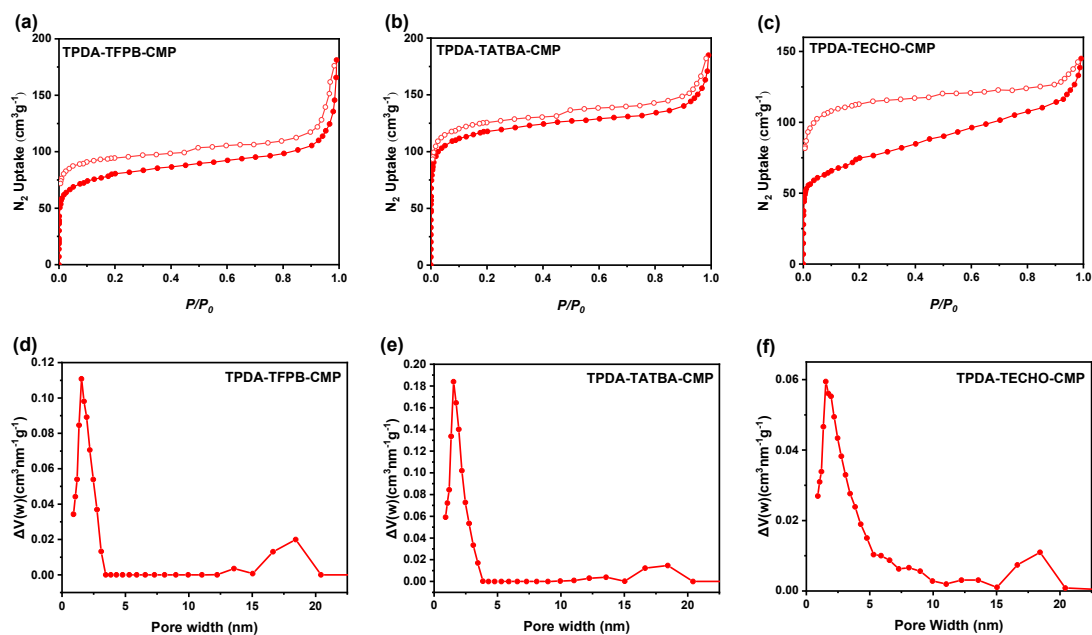 (a)
TPDA-TFPB-CMP
N2 Uptake (cm3g-1)
200
150
100
50
0
0.0 0.2 0.4 0.6 0.8 1.0
P/P0
(b)
TPDA-TATBA-CMP
N2 Uptake (cm3g-1)
200
150
100
50
0
0.0 0.2 0.4 0.6 0.8 1.0
P/P0
(c)
TPDA-TECHO-CMP
N2 Uptake (cm3g-1)
150
100
50
0
0.0 0.2 0.4 0.6 0.8 1.0
P/P0
(d)
TPDA-TFPB-CMP
ΔV(w)(cm3nm-1g-1)
0.12
0.10
0.08
0.06
0.04
0.02
0.00
0 5 10 15 20
Pore width (nm)
(e)
TPDA-TATBA-CMP
ΔV(w)(cm3nm-1g-1)
0.20
0.18
0.16
0.14
0.12
0.10
0.08
0.06
0.04
0.02
0.00
0 5 10 15 20
Pore width (nm)
(f)
TPDA-TECHO-CMP
ΔV(w)(cm3nm-1g-1)
0.06
0.04
0.02
0.00
0 5 10 15 20
Pore Width (nm)